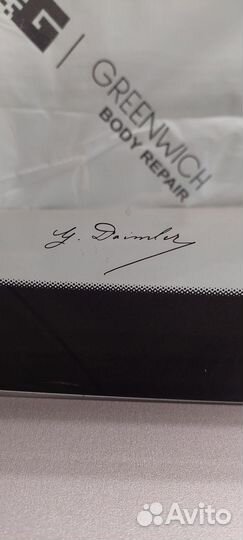 G
GREENWICH
BODY REPAIR
G. Daimler
Avito